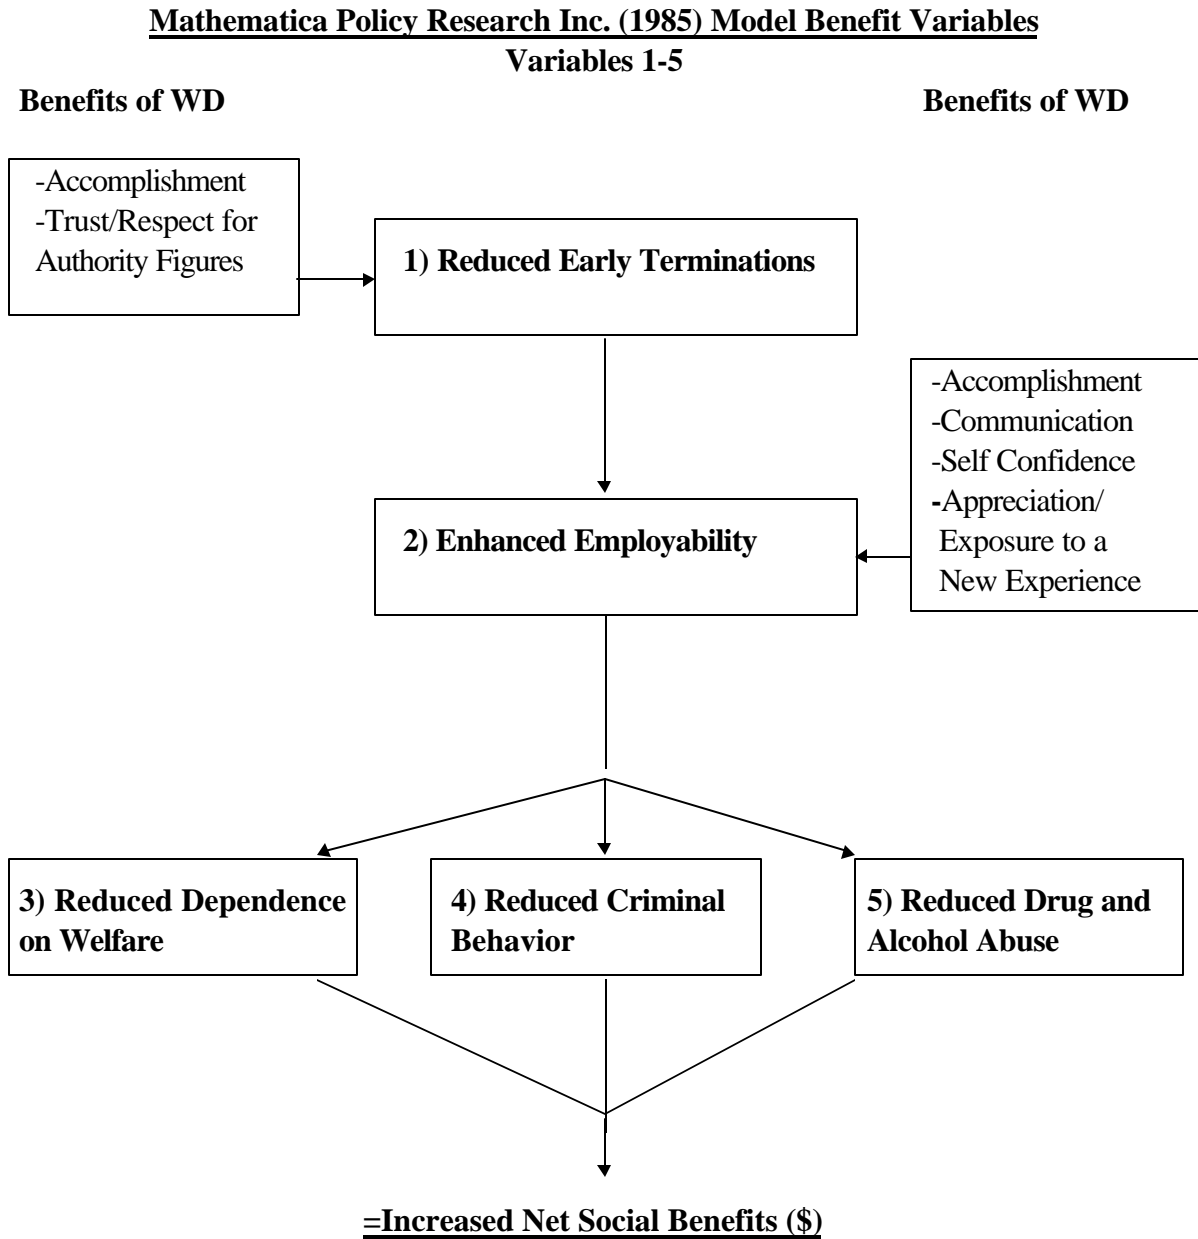 Mathematica Policy Research Inc. (1985) Model Benefit Variables
Variables 1-5
Benefits of WD
Benefits of WD
-Accomplishment
-Trust/Respect for
Authority Figures
1) Reduced Early Terminations
-Accomplishment
-Communication
-Self Confidence
-Appreciation/
Exposure to a
New Experience
2) Enhanced Employability
3) Reduced Dependence
on Welfare
4) Reduced Criminal
Behavior
5) Reduced Drug and
Alcohol Abuse
=Increased Net Social Benefits ($)